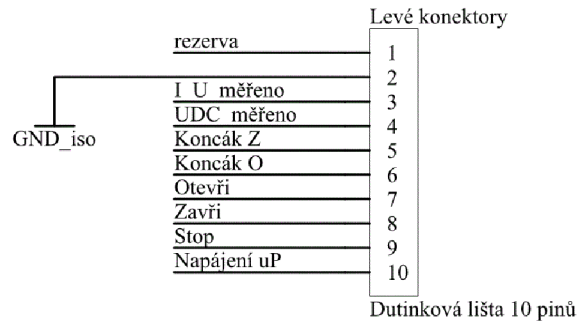 Levé konektory
rezerva
1
2
I_U_měřeno
3
UDC_měřeno
4
GND_iso
Koncák Z
5
Koncák O
6
Otevři
7
Zavři
8
Stop
9
Napájení uP
10
Dutinková lišta 10 pinů